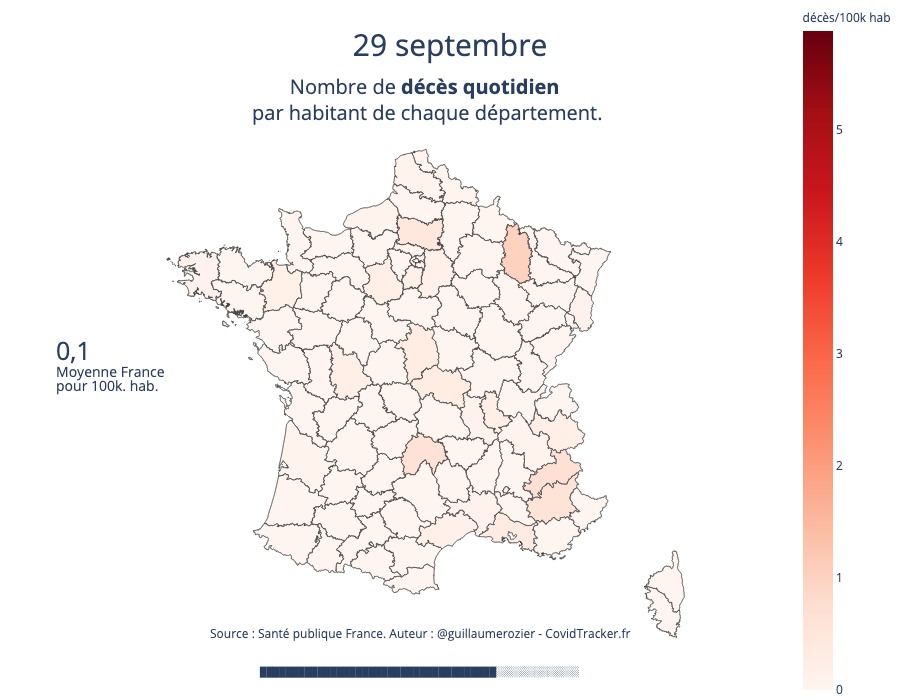 décès/100k hab
29 septembre
Nombre de décès quotidien
par habitant de chaque département.
5
4
3
2
1
0
0,1
Moyenne France
pour 100k. hab.
Source : Santé publique France. Auteur : @guillaumerozier - CovidTracker.fr